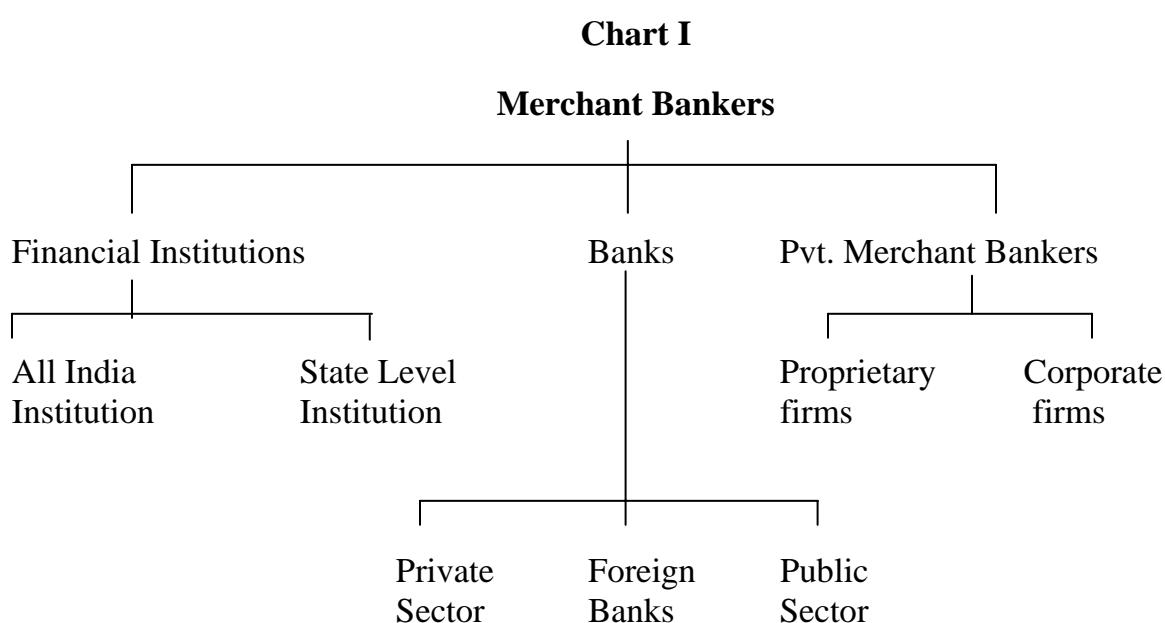 Chart I
Merchant Bankers
Financial Institutions Banks Pvt. Merchant Bankers
All India State Level Proprietary Corporate
Institution Institution firms firms
Private Foreign Public
Sector Banks Sector